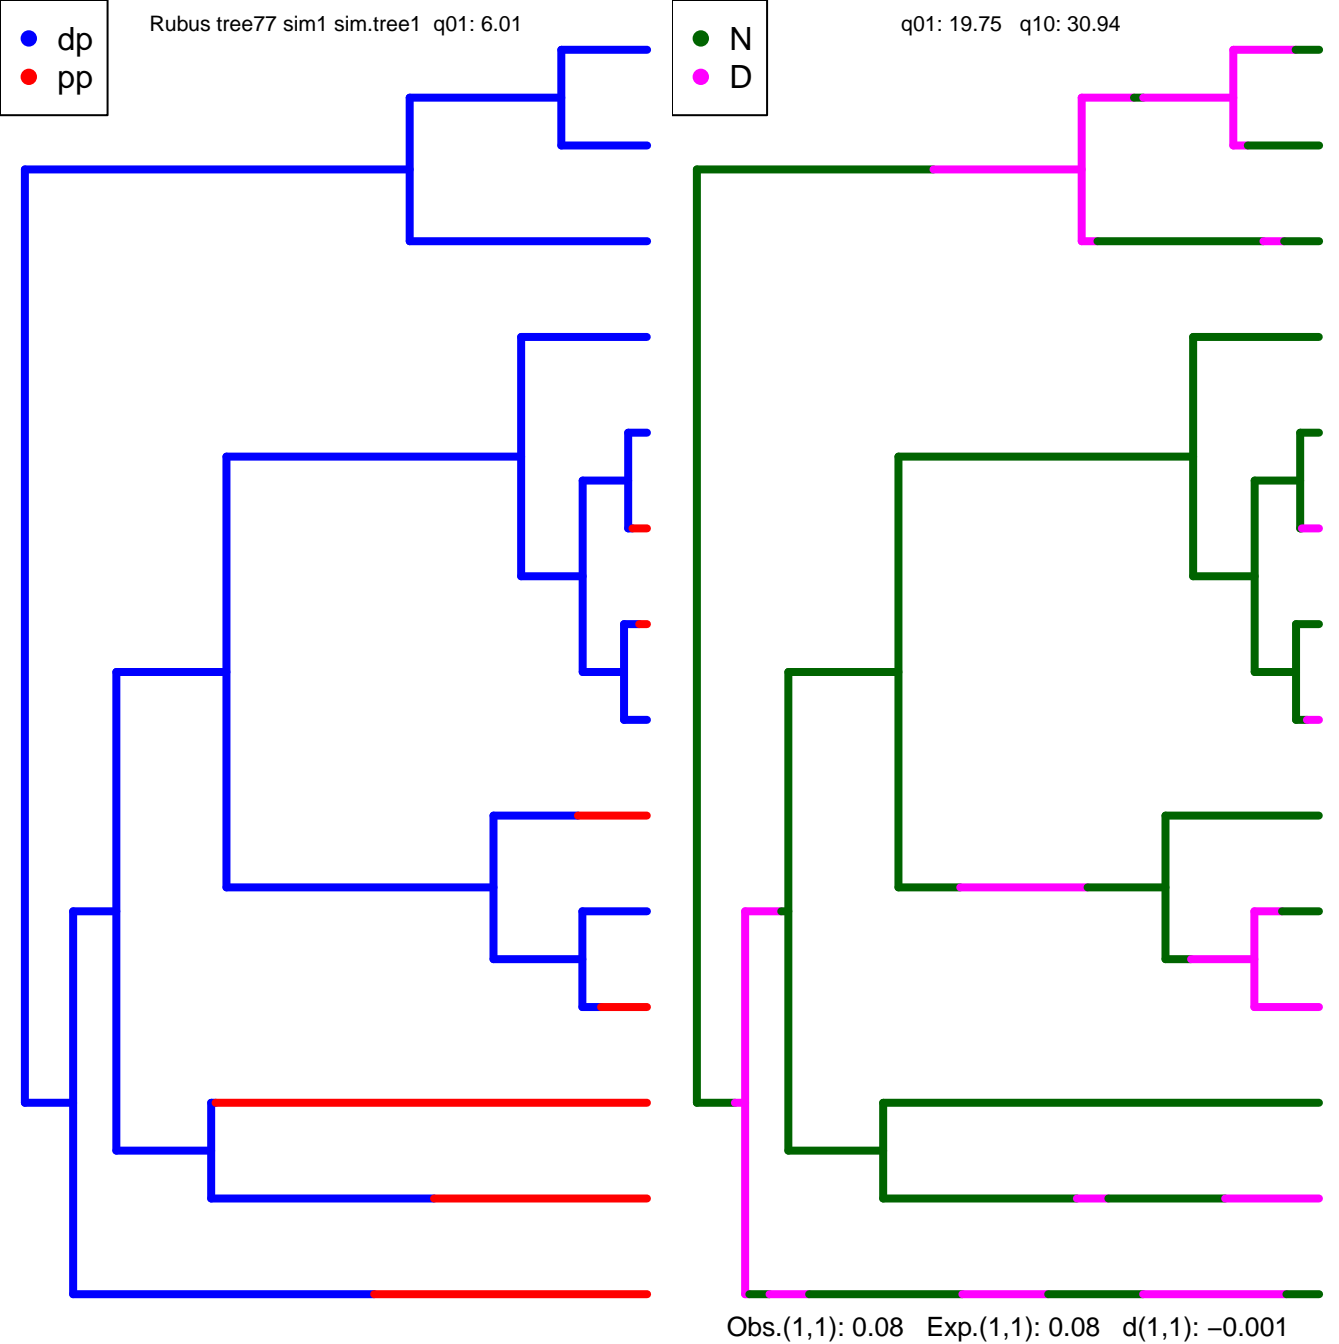 Rubus tree77 sim1 sim.tree1  q01: 6.01
dp
pp
q01: 19.75   q10: 30.94
N
D
Obs.(1,1): 0.08   Exp.(1,1): 0.08   d(1,1): −0.001